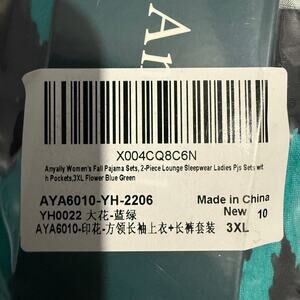 An
X004CQ8C6N
Anyally Women's Fall Pajama Sets, 2-Piece Lounge Sleepwear Ladies Pjs Sets wit
h Pockets,3XL Flower Blue Green
AYA6010-YH-2206 Made in China
YH0022 大花-蓝绿 New 10
AYA6010-印花-方领长袖上衣+长裤套装 3XL